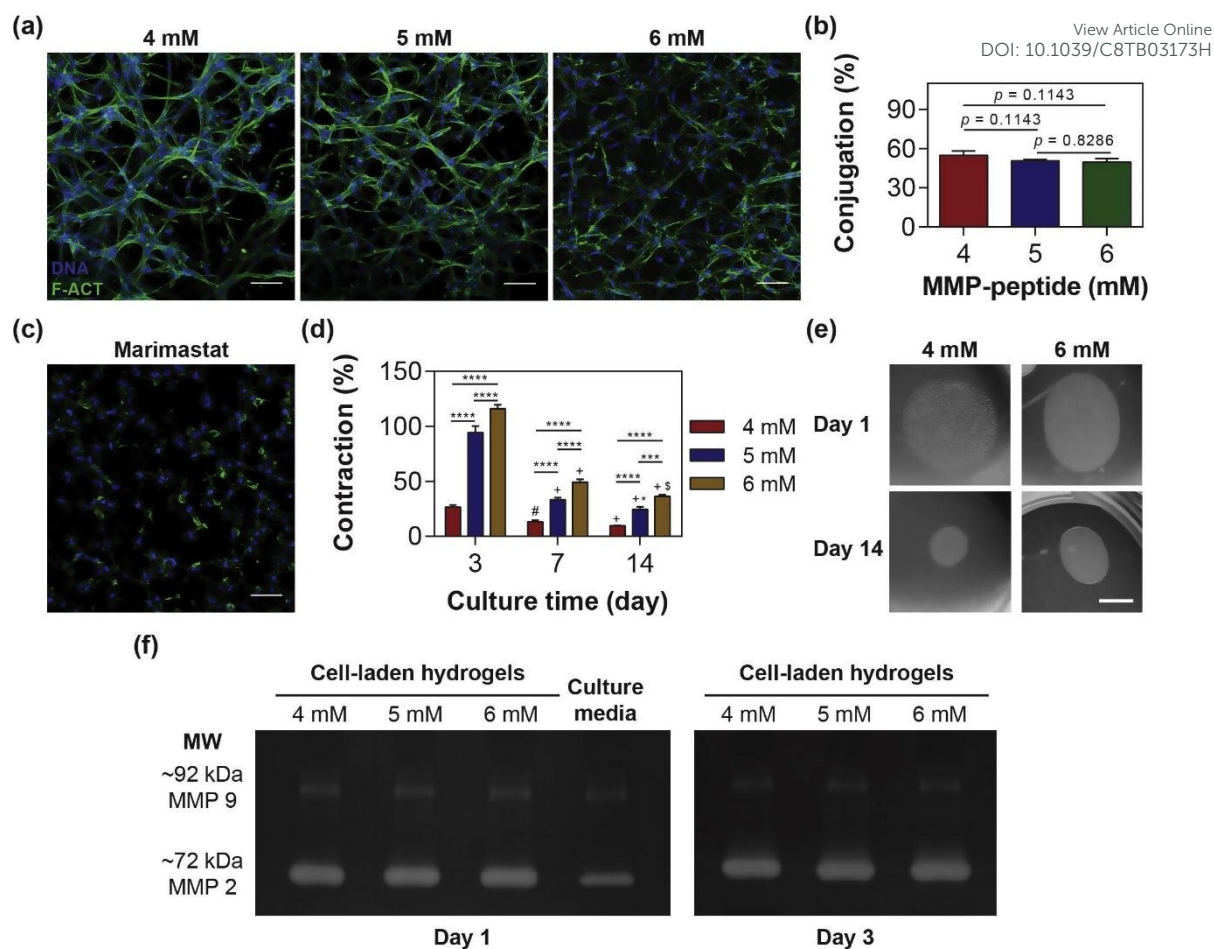 View Article Online
DOI: 10.1039/C8TB03173H
(a)
4 mM 5 mM 6 mM
DNA
F-ACT
(b)
Conjugation (%)
90
60
30
0
p = 0.1143
p = 0.1143
p = 0.8286
4 5 6
MMP-peptide (mM)
(c)
Marimastat
(d)
Contraction (%)
150
100
50
0
****
****
****
****
****
****
****
***
****
#
+
+
+
+*
+$
3 7 14
Culture time (day)
4 mM
5 mM
6 mM
(e)
4 mM 6 mM
Day 1
Day 14
(f)
Cell-laden hydrogels Culture media Cell-laden hydrogels
4 mM 5 mM 6 mM 4 mM 5 mM 6 mM
MW
~92 kDa
MMP 9
~72 kDa
MMP 2
Day 1 Day 3